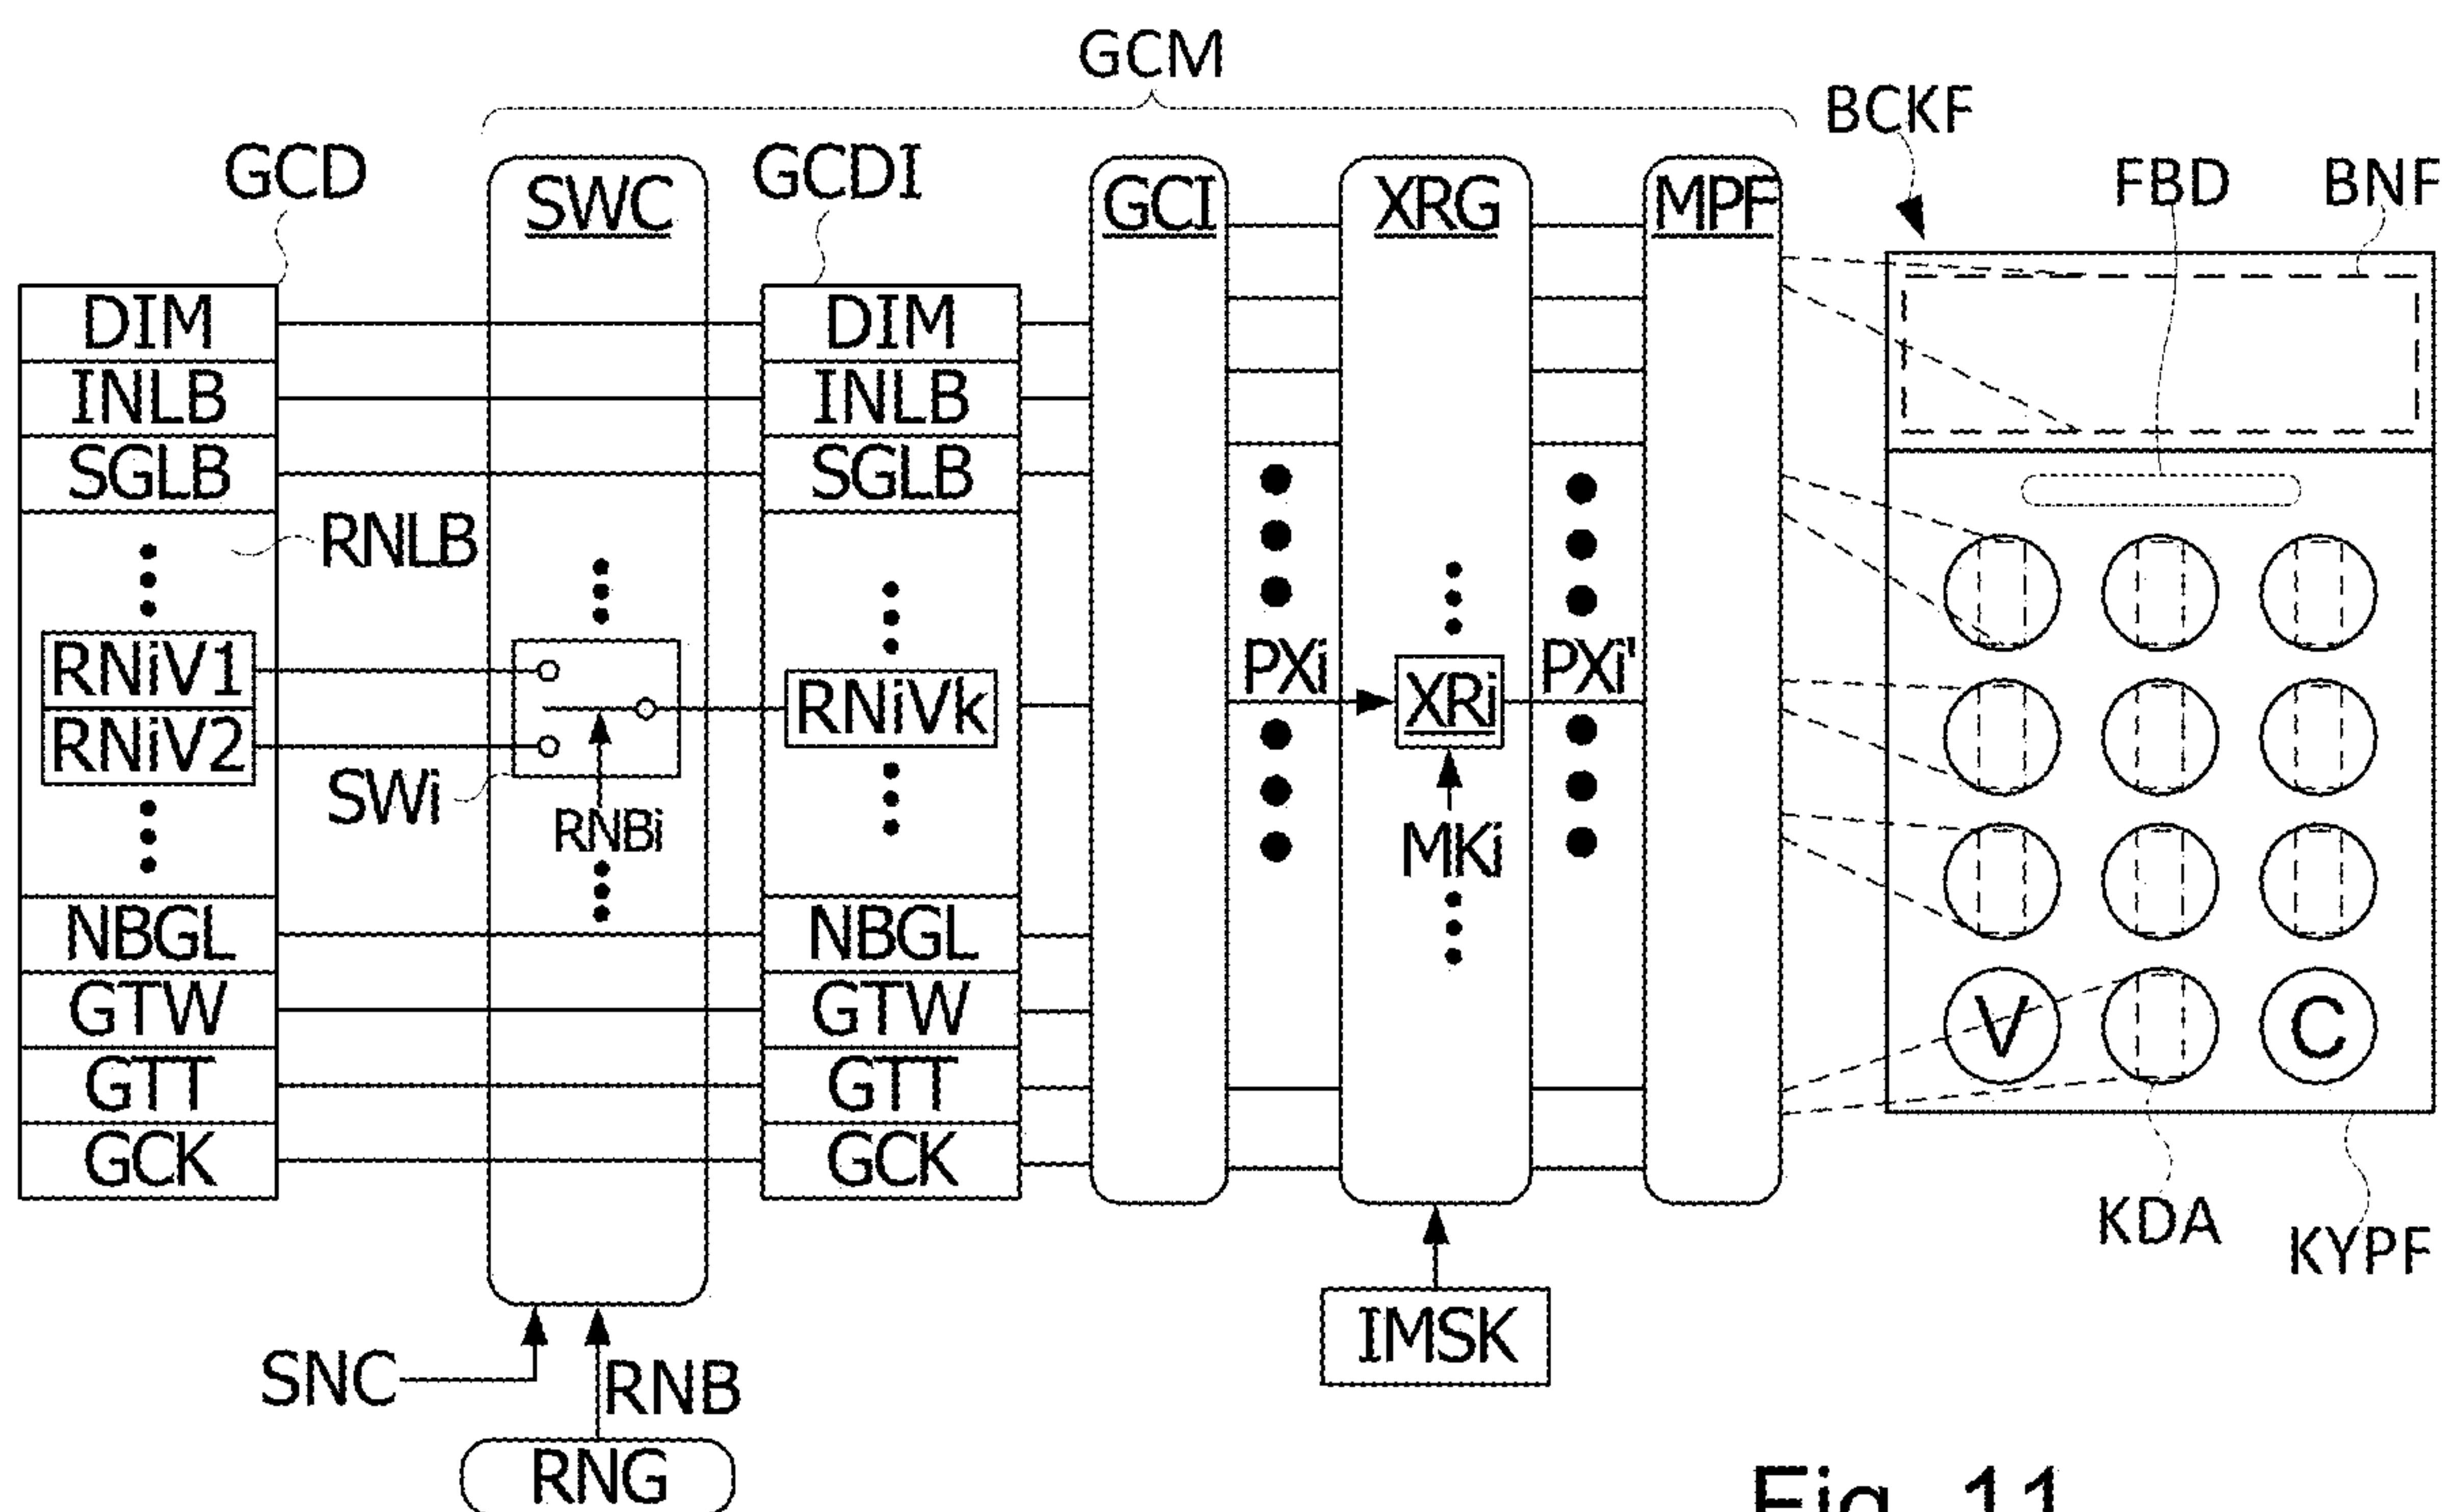 GCM
BCKF
GCD
SWC
GCDI
GCI
XRG
MPF
FBD
BNF
DIM
INLB
SGLB
RNLB
RNiV1
RNiV2
NBGL
GTW
GTT
GCK
SWi
RNBi
DIM
INLB
SGLB
RNiVk
NBGL
GTW
GTT
GCK
PXi
XRi
PXi'
MKi
V
C
KDA
KYPF
SNC
RNB
RNG
IMSK
Fig. 11